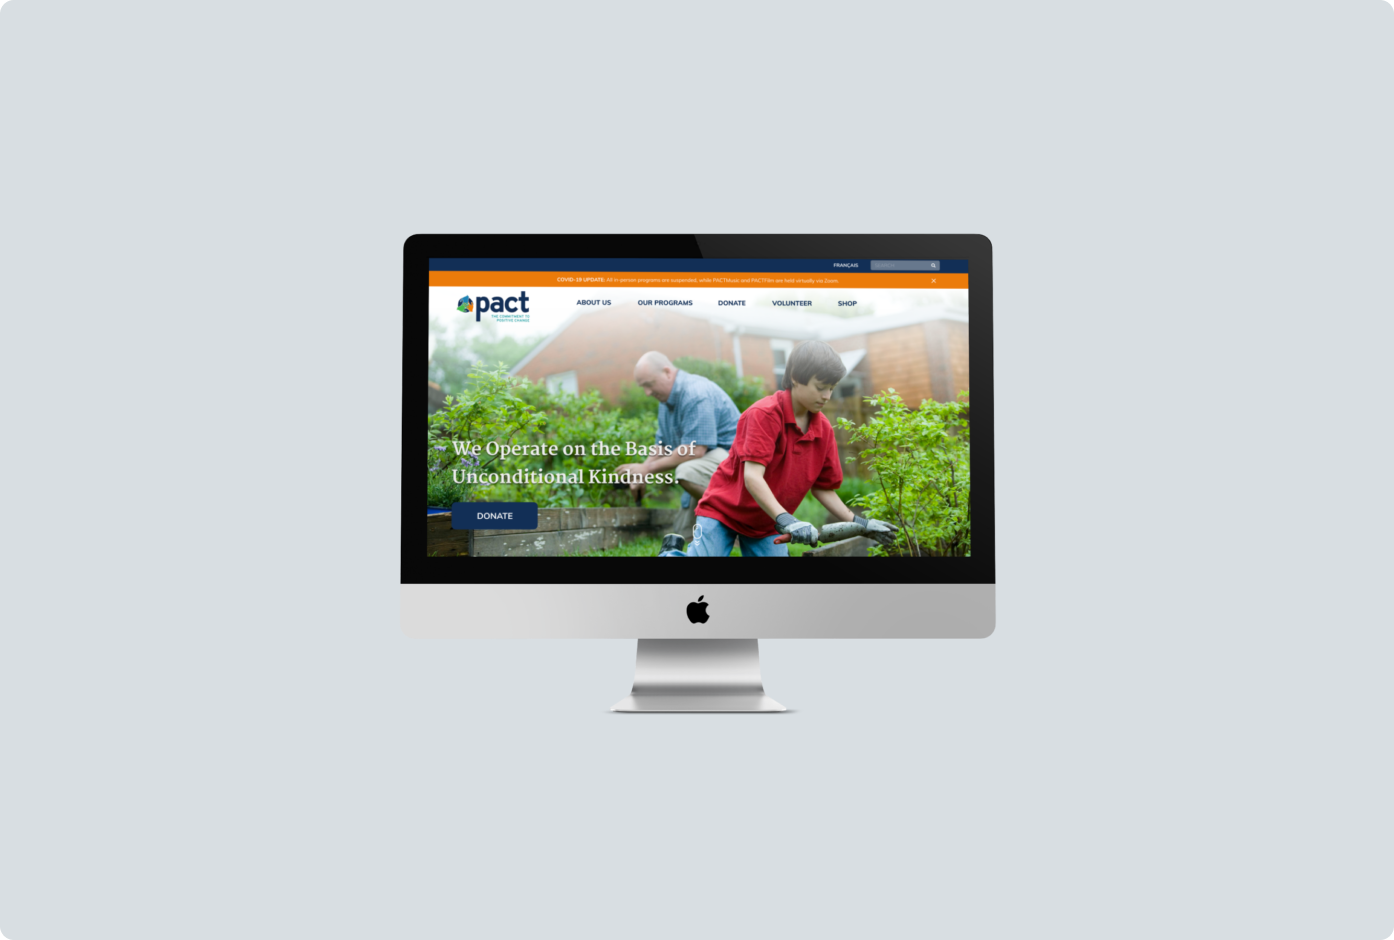 FRANÇAIS
SEARCH
COVID-19 UPDATE: All in-person programs are suspended, while PACTMusic and PACTFilm are held virtually via Zoom.
pact
THE COMMITMENT TO
POSITIVE CHANGE
ABOUT US OUR PROGRAMS DONATE VOLUNTEER SHOP
We Operate on the Basis of
Unconditional Kindness.
DONATE